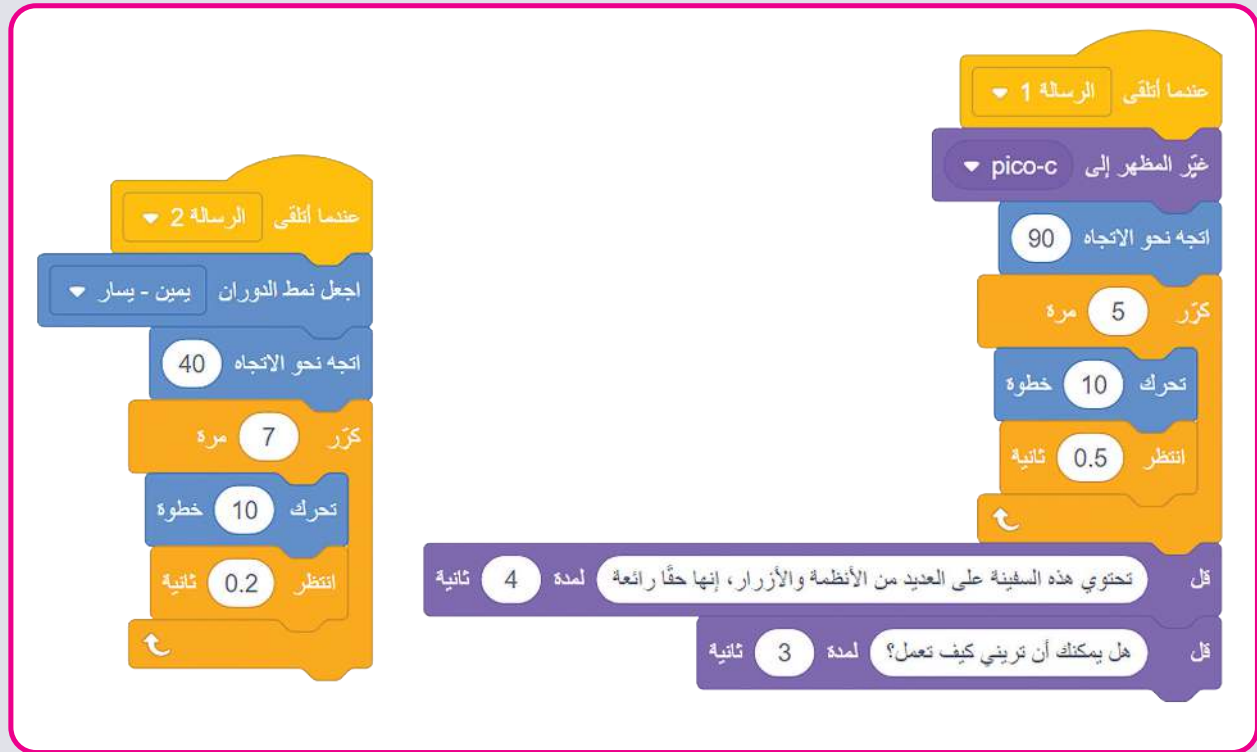 عندما أتلقى الرسالة 1
غيّر المظهر إلى pico-c
اتجه نحو الاتجاه 90
كرّر 5 مرة
تحرك 10 خطوة
انتظر 0.5 ثانية
قل تحتوي هذه السفينة على العديد من الأنظمة والأزرار، إنها حقًا رائعة لمدة 4 ثانية
قل هل يمكنك أن تريني كيف تعمل؟ لمدة 3 ثانية
عندما أتلقى الرسالة 2
اجعل نمط الدوران يمين - يسار
اتجه نحو الاتجاه 40
كرّر 7 مرة
تحرك 10 خطوة
انتظر 0.2 ثانية